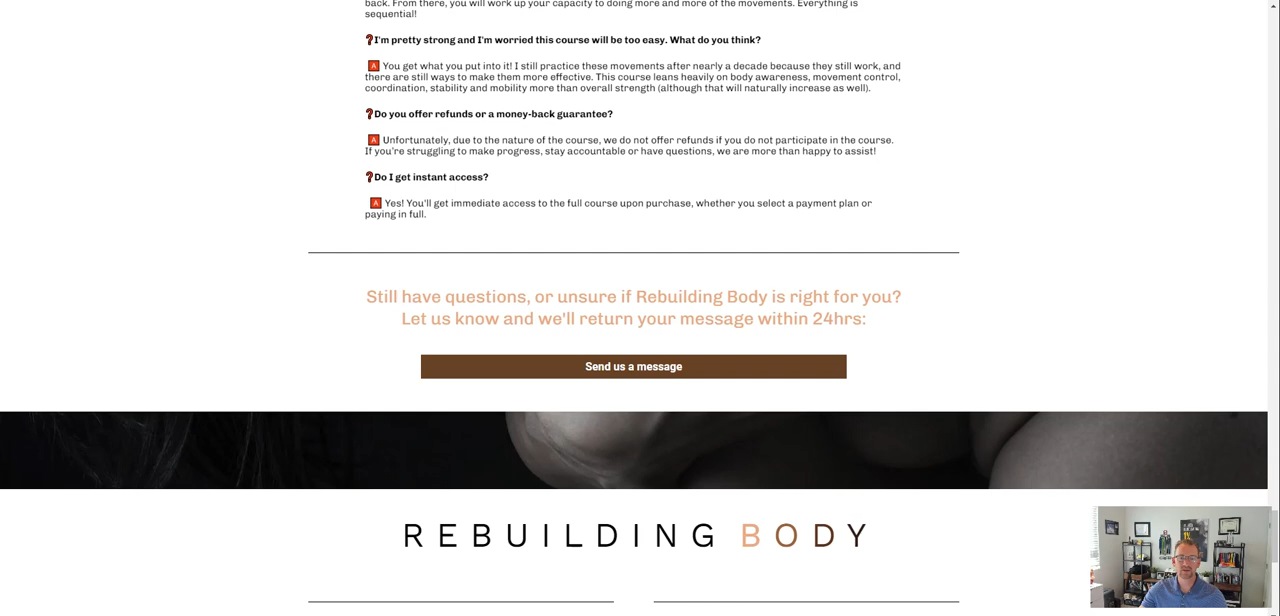 back. From there, you will work up your capacity to doing more and more of the movements. Everything is
sequential!
❓I'm pretty strong and I'm worried this course will be too easy. What do you think?
🅰 You get what you put into it! I still practice these movements after nearly a decade because they still work, and
there are still ways to make them more effective. This course leans heavily on body awareness, movement control,
coordination, stability and mobility more than overall strength (although that will naturally increase as well).
❓Do you offer refunds or a money-back guarantee?
🅰 Unfortunately, due to the nature of the course, we do not offer refunds if you do not participate in the course.
If you're struggling to make progress, stay accountable or have questions, we are more than happy to assist!
❓Do I get instant access?
🅰 Yes! You'll get immediate access to the full course upon purchase, whether you select a payment plan or
paying in full.
Still have questions, or unsure if Rebuilding Body is right for you?
Let us know and we'll return your message within 24hrs:
Send us a message
REBUILDING BODY